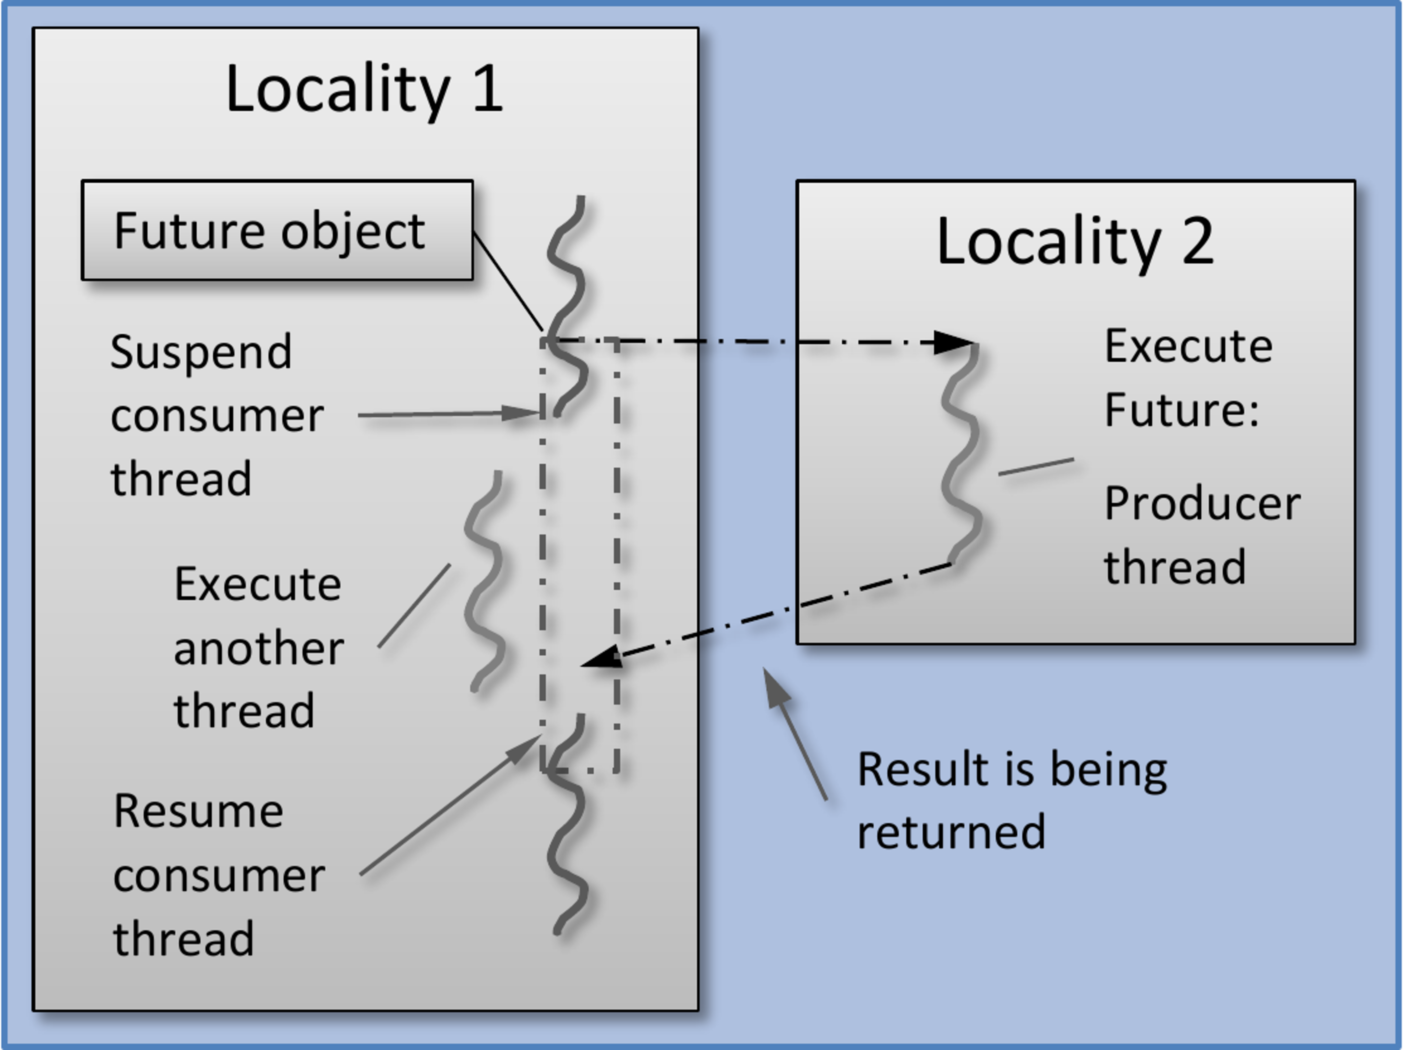 Locality 1
Future object
Suspend
consumer
thread
Execute
another
thread
Resume
consumer
thread
Locality 2
Execute
Future:
Producer
thread
Result is being
returned